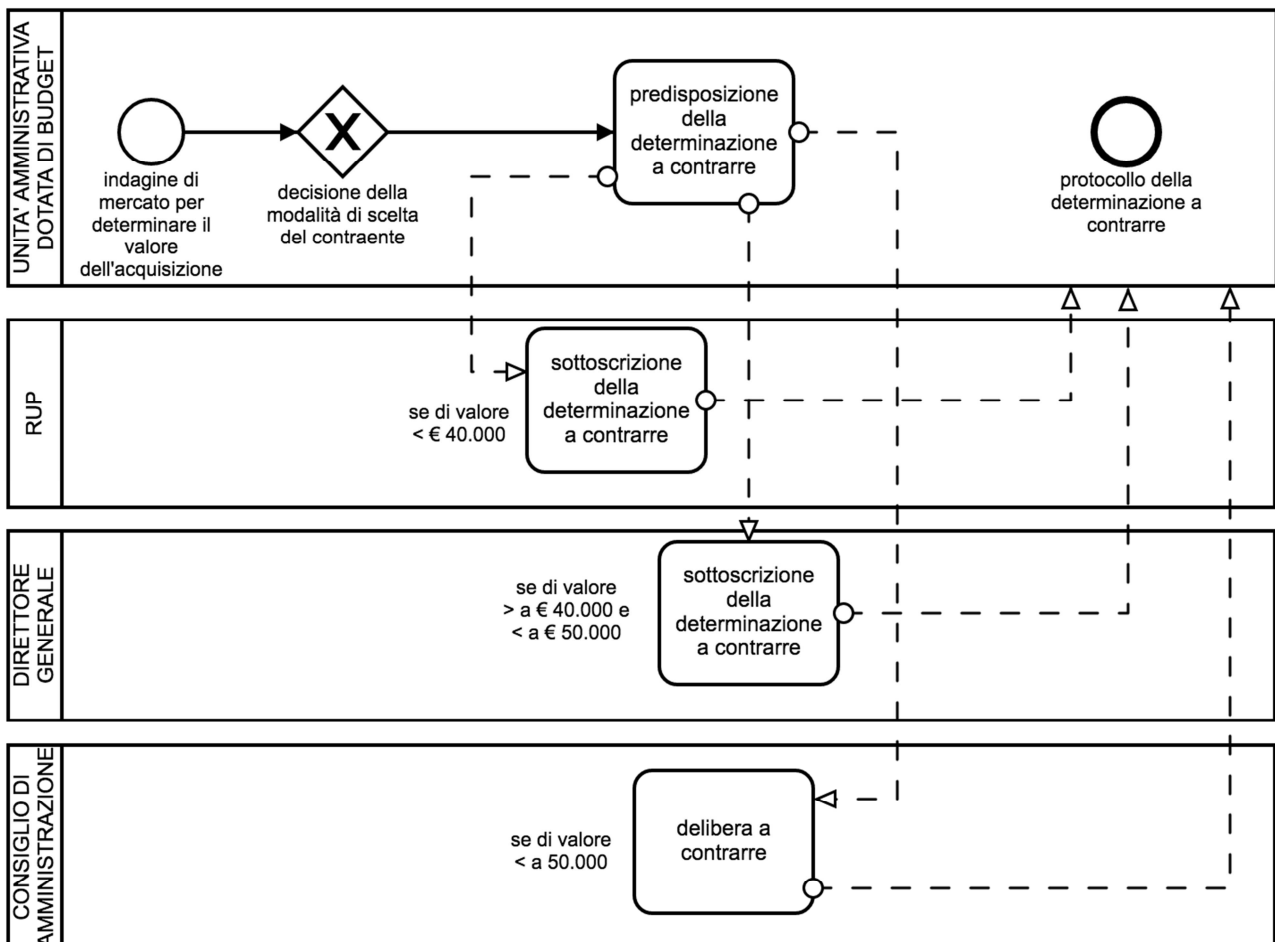 UNITA' AMMINISTRATIVA
DOTATA DI BUDGET
indagine di
mercato per
determinare il
valore
dell'acquisizione
X
decisione della
modalità di scelta
del contraente
predisposizione
della
determinazione
a contrarre
protocollo della
determinazione a
contrarre
RUP
se di valore
< € 40.000
sottoscrizione
della
determinazione
a contrarre
DIRETTORE
GENERALE
se di valore
> a € 40.000 e
< a € 50.000
sottoscrizione
della
determinazione
a contrarre
CONSIGLIO DI
AMMINISTRAZIONE
se di valore
< a 50.000
delibera a
contrarre